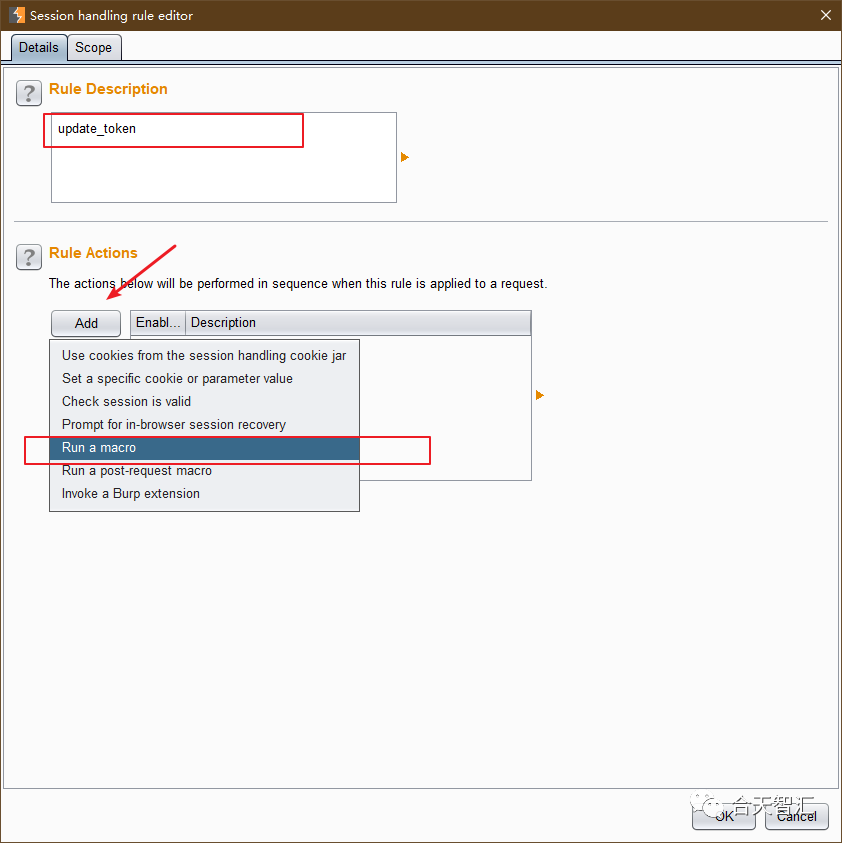 Session handling rule editor
Details
Scope
?
Rule Description
update_token
?
Rule Actions
The actions below will be performed in sequence when this rule is applied to a request.
Add
Enabl...
Description
Use cookies from the session handling cookie jar
Set a specific cookie or parameter value
Check session is valid
Prompt for in-browser session recovery
Run a macro
Run a post-request macro
Invoke a Burp extension
合天智汇
OK
Cancel